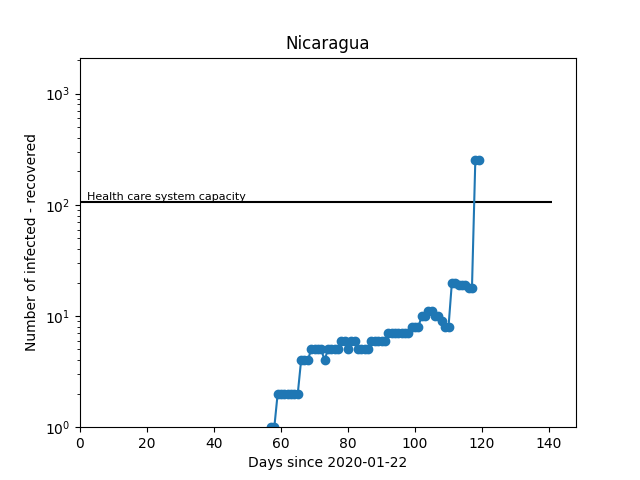 Nicaragua
Number of infected - recovered
10³
10²
10¹
10⁰
Health care system capacity
0 20 40 60 80 100 120 140
Days since 2020-01-22